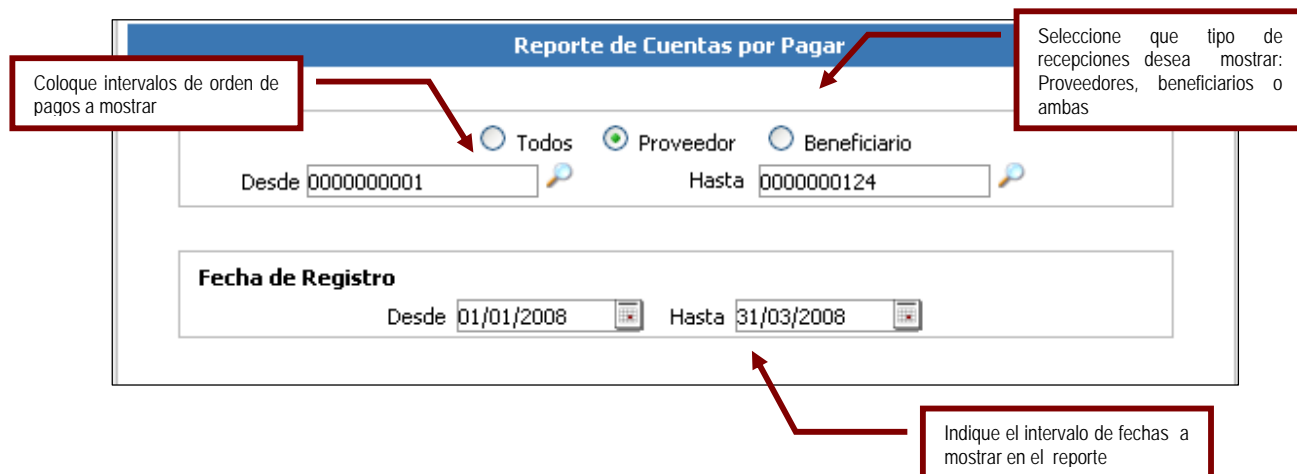 Reporte de Cuentas por Pagar
Seleccione que tipo de
recepciones desea mostrar:
Proveedores, beneficiarios o
ambas
Coloque intervalos de orden de
pagos a mostrar
Todos Proveedor Beneficiario
Desde 0000000001 Hasta 0000000124
Fecha de Registro
Desde 01/01/2008 Hasta 31/03/2008
Indique el intervalo de fechas a
mostrar en el reporte